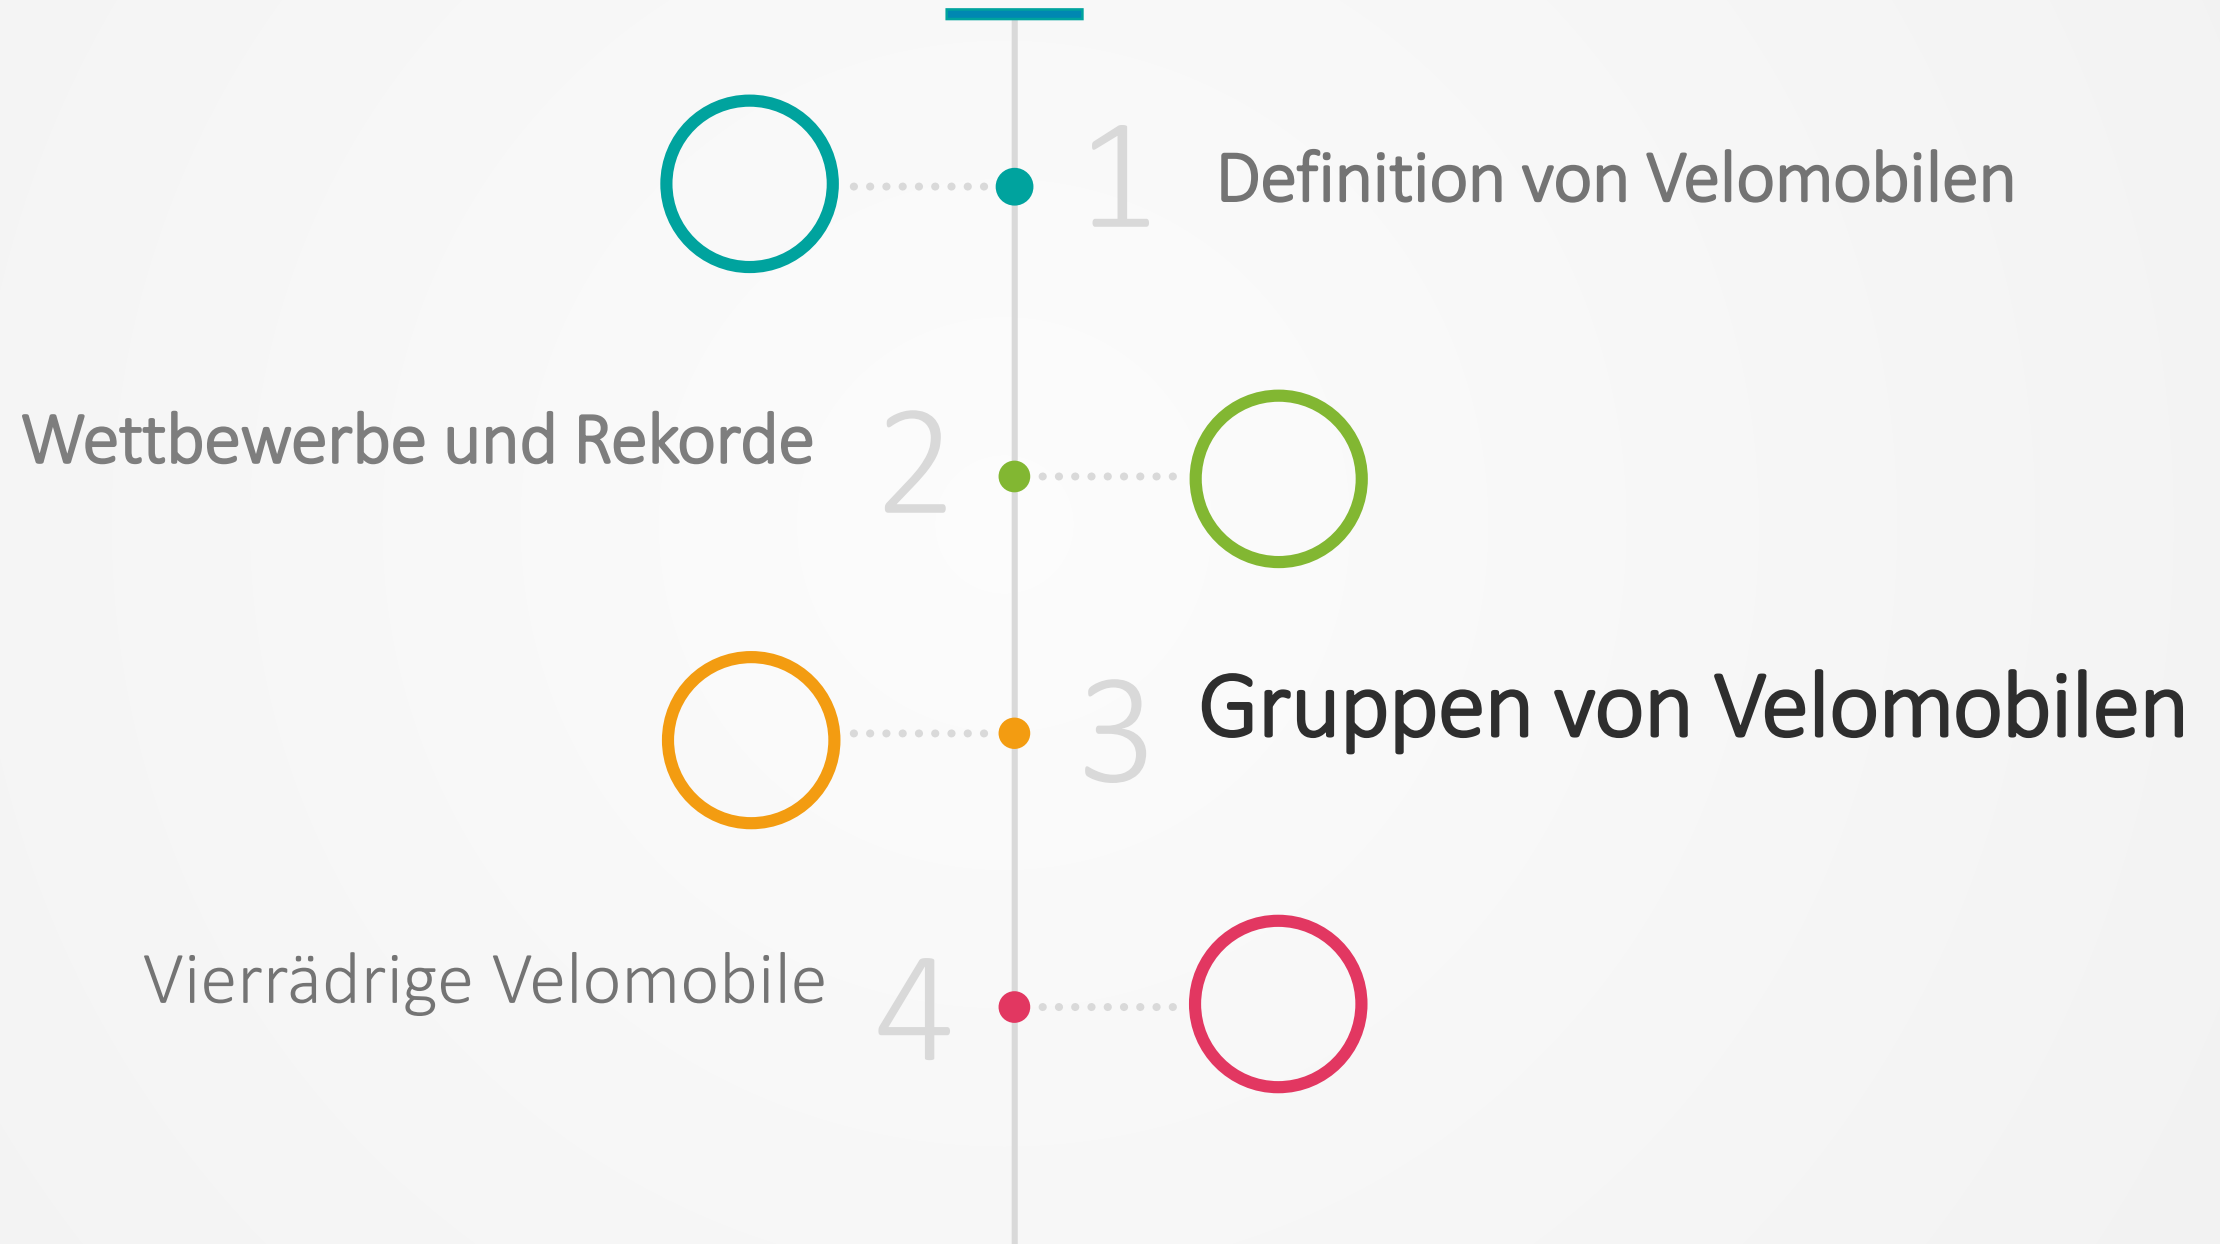 1 Definition von Velomobilen
Wettbewerbe und Rekorde 2
3 Gruppen von Velomobilen
Vierrädrige Velomobile 4